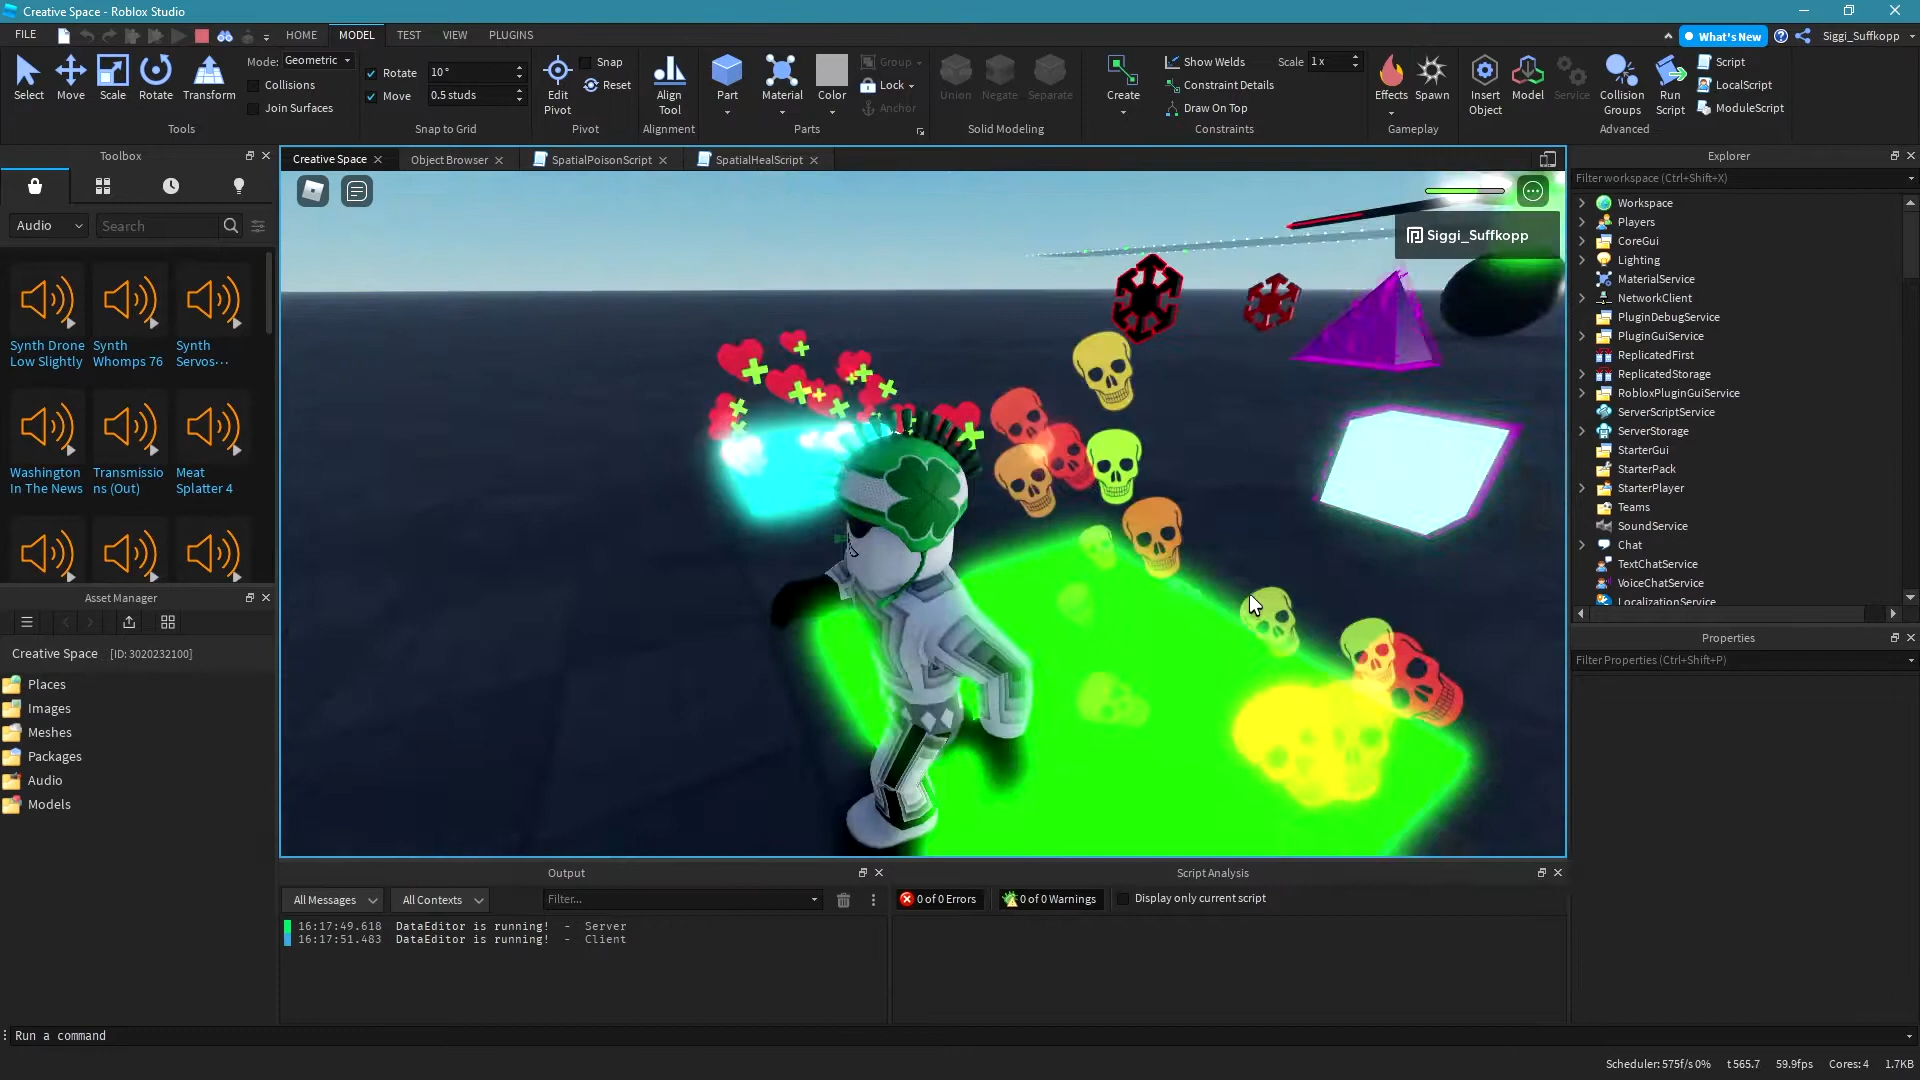 Creative Space - Roblox Studio
FILE
HOME
MODEL
TEST
VIEW
PLUGINS
What's New
Siggi_Suffkopp
Select
Move
Scale
Rotate
Transform
Mode:
Geometric
Collisions
Join Surfaces
Tools
Rotate
10 °
Move
0.5 studs
Snap to Grid
Edit
Pivot
Snap
Reset
Pivot
Align
Tool
Alignment
Part
Material
Color
Group
Lock
Anchor
Parts
Union
Negate
Separate
Solid Modeling
Create
Show Welds
Constraint Details
Draw On Top
Scale
1 x
Constraints
Effects
Spawn
Gameplay
Insert
Object
Model
Service
Collision
Groups
Run
Script
Script
LocalScript
ModuleScript
Advanced
Toolbox
Audio
Search
Synth Drone
Low Slightly
Synth
Whomps 76
Synth
Servos···
Washington
In The News
Transmissio
ns (Out)
Meat
Splatter 4
Asset Manager
Creative Space
[ID: 3020232100]
Places
Images
Meshes
Packages
Audio
Models
Creative Space
Object Browser
SpatialPoisonScript
SpatialHealScript
Siggi_Suffkopp
Explorer
Filter workspace (Ctrl+Shift+X)
Workspace
Players
CoreGui
Lighting
MaterialService
NetworkClient
PluginDebugService
PluginGuiService
ReplicatedFirst
ReplicatedStorage
RobloxPluginGuiService
ServerScriptService
ServerStorage
StarterGui
StarterPack
StarterPlayer
Teams
SoundService
Chat
TextChatService
VoiceChatService
LocalizationService
Properties
Filter Properties (Ctrl+Shift+P)
Output
All Messages
All Contexts
Filter...
16:17:49.618 DataEditor is running! - Server
16:17:51.483 DataEditor is running! - Client
Script Analysis
0 of 0 Errors
0 of 0 Warnings
Display only current script
Run a command
Scheduler: 575f/s 0%
t 565.7
59.9fps
Cores: 4
1.7KB